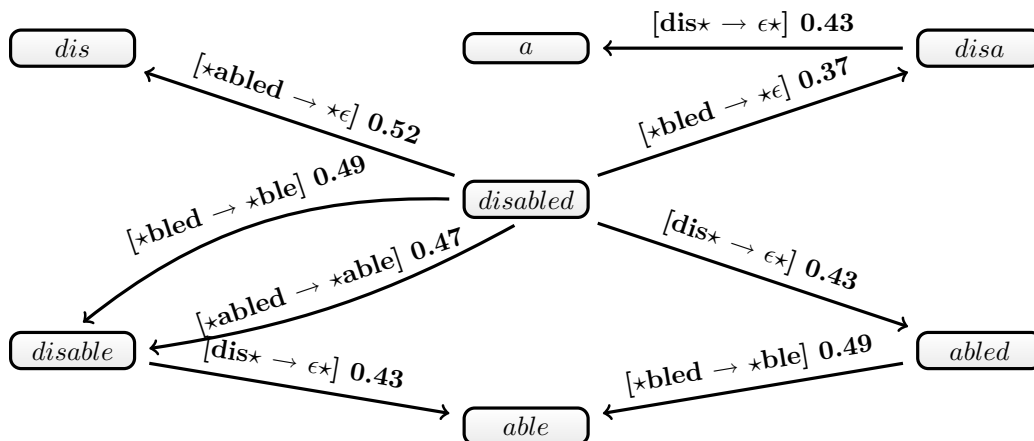 dis
a
disa
[dis⋆ → ϵ⋆] 0.43
[⋆abled → ⋆ϵ] 0.52
[⋆bled → ⋆ϵ] 0.37
disabled
[⋆bled → ⋆ble] 0.49
[⋆abled → ⋆able] 0.47
[dis⋆ → ϵ⋆] 0.43
disable
abled
[dis⋆ → ϵ⋆] 0.43
[⋆bled → ⋆ble] 0.49
able